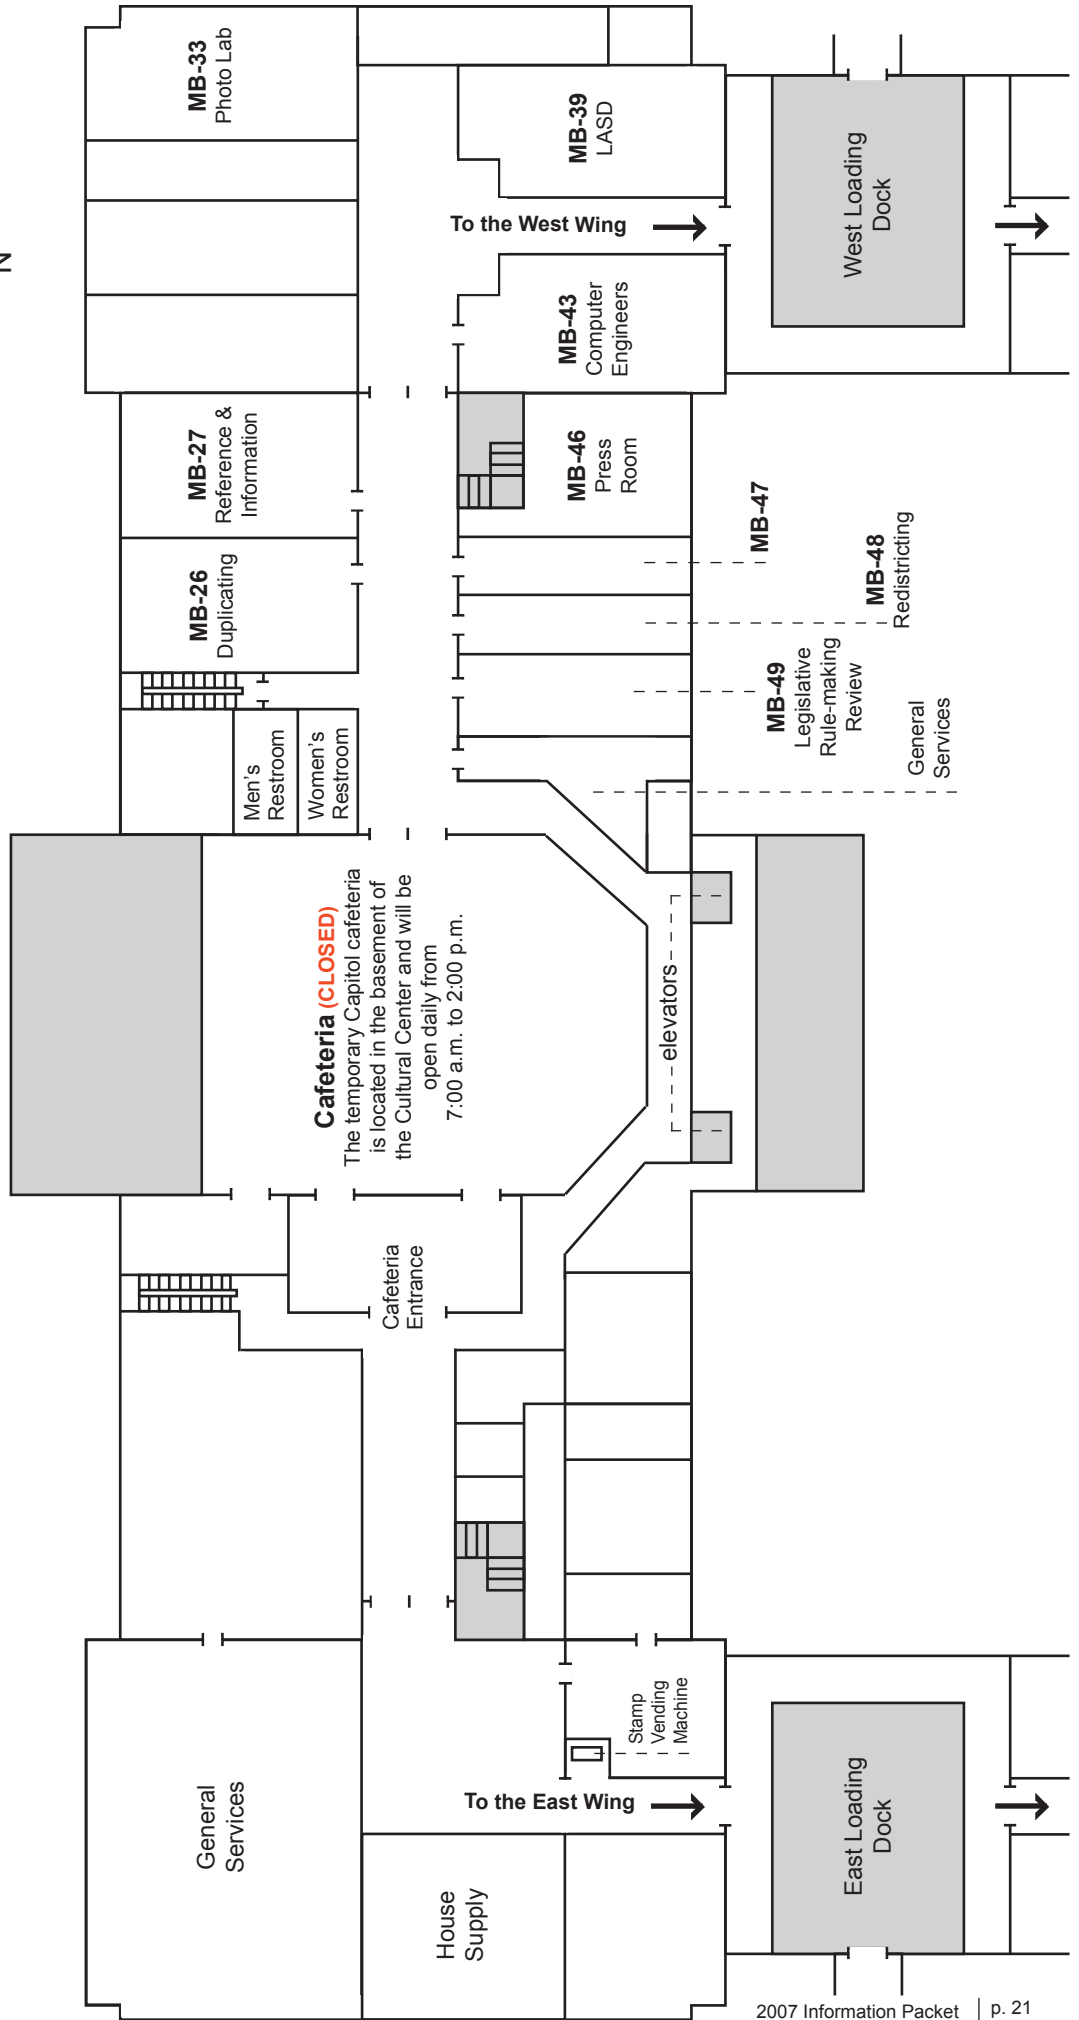 N
MB-33
Photo Lab
MB-39
LASD
West Loading
Dock
To the West Wing
MB-43
Computer
Engineers
MB-27
Reference &
Information
MB-46
Press
Room
MB-47
MB-26
Duplicating
MB-48
Redistricting
MB-49
Legislative
Rule-making
Review
General
Services
Men's
Restroom
Women's
Restroom
Cafeteria (CLOSED)
The temporary Capitol cafeteria
is located in the basement of
the Cultural Center and will be
open daily from
7:00 a.m. to 2:00 p.m.
elevators
Cafeteria
Entrance
Stamp
Vending
Machine
To the East Wing
General
Services
House
Supply
East Loading
Dock
2007 Information Packet | p. 21